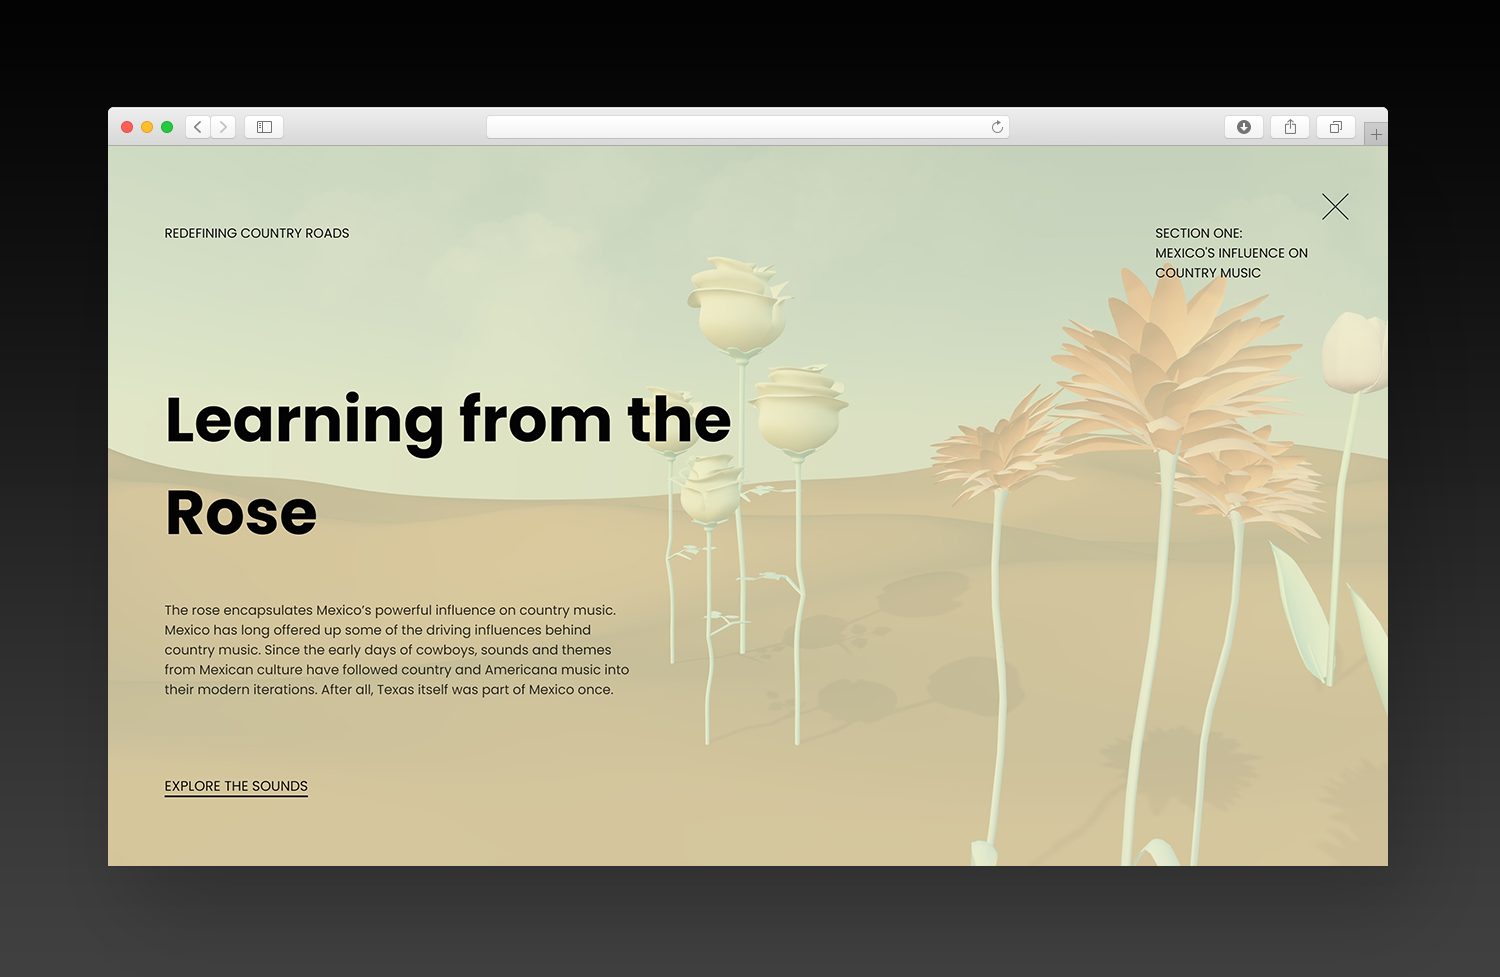 REDEFINING COUNTRY ROADS
SECTION ONE:
MEXICO'S INFLUENCE ON
COUNTRY MUSIC
Learning from the
Rose
The rose encapsulates Mexico’s powerful influence on country music.
Mexico has long offered up some of the driving influences behind
country music. Since the early days of cowboys, sounds and themes
from Mexican culture have followed country and Americana music into
their modern iterations. After all, Texas itself was part of Mexico once.
EXPLORE THE SOUNDS